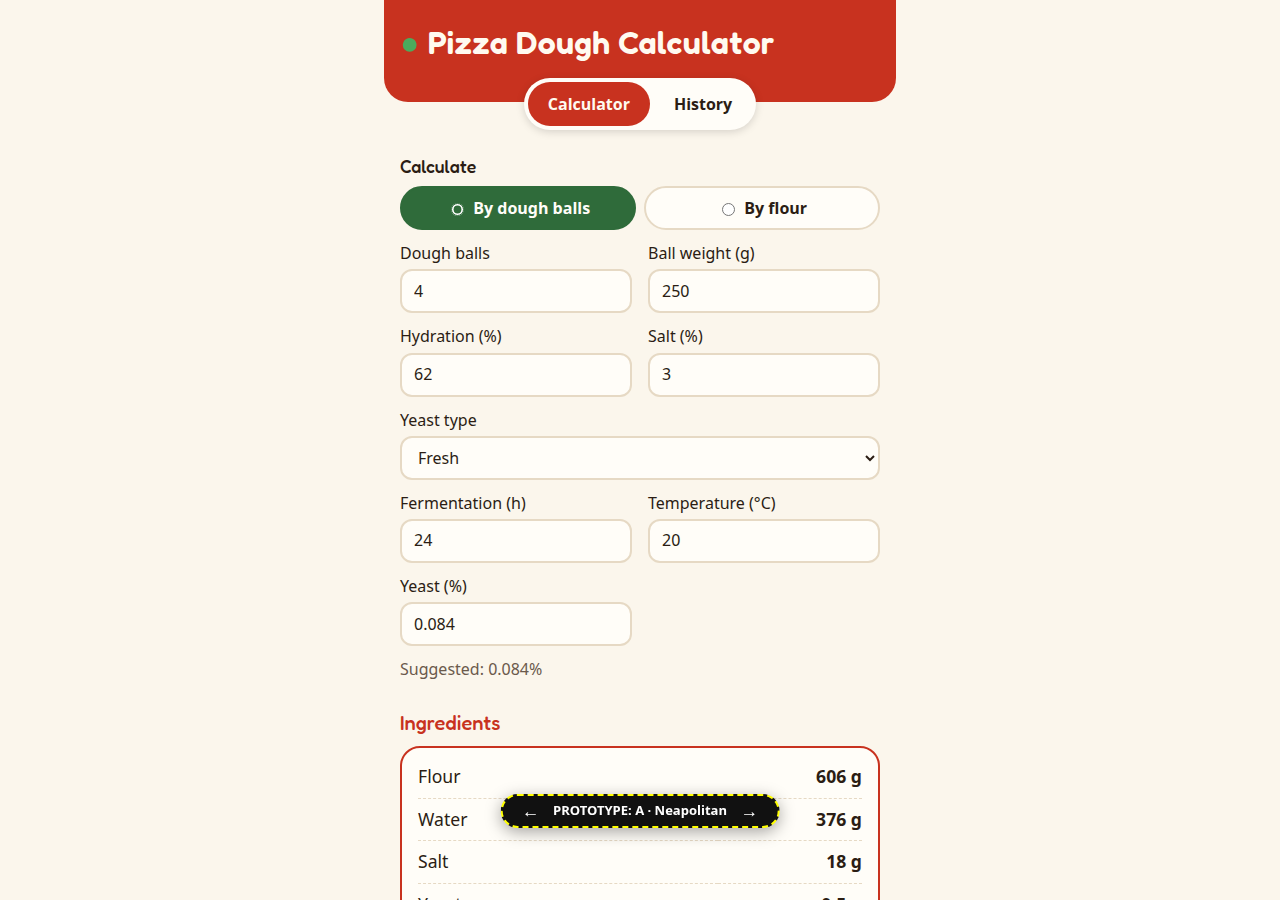 Pizza Dough Calculator
Calculator History
Calculate
By dough balls By flour
Dough balls Ball weight (g)
4 250
Hydration (%) Salt (%)
62 3
Yeast type
Fresh
Fermentation (h) Temperature (°C)
24 20
Yeast (%)
0.084
Suggested: 0.084%
Ingredients
Flour 606 g
← PROTOTYPE: A · Neapolitan →
Water 376 g
Salt 18 g